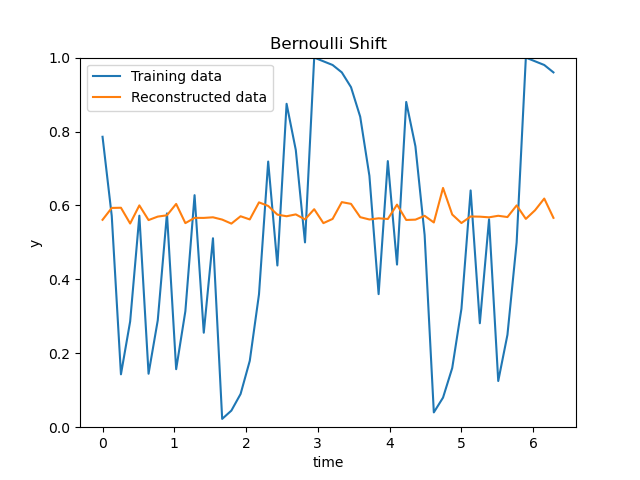 Bernoulli Shift
Training data
Reconstructed data
1.0
0.8
0.6
0.4
0.2
0.0
y
0 1 2 3 4 5 6
time